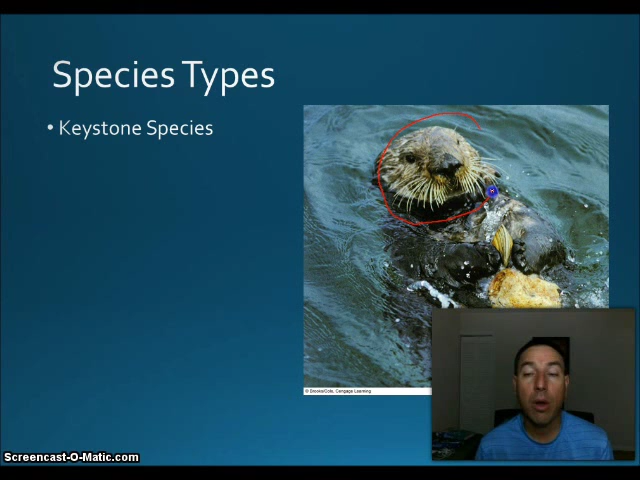 Species Types
• Keystone Species
© Brooks/Cole, Cengage Learning
Screencast-O-Matic.com